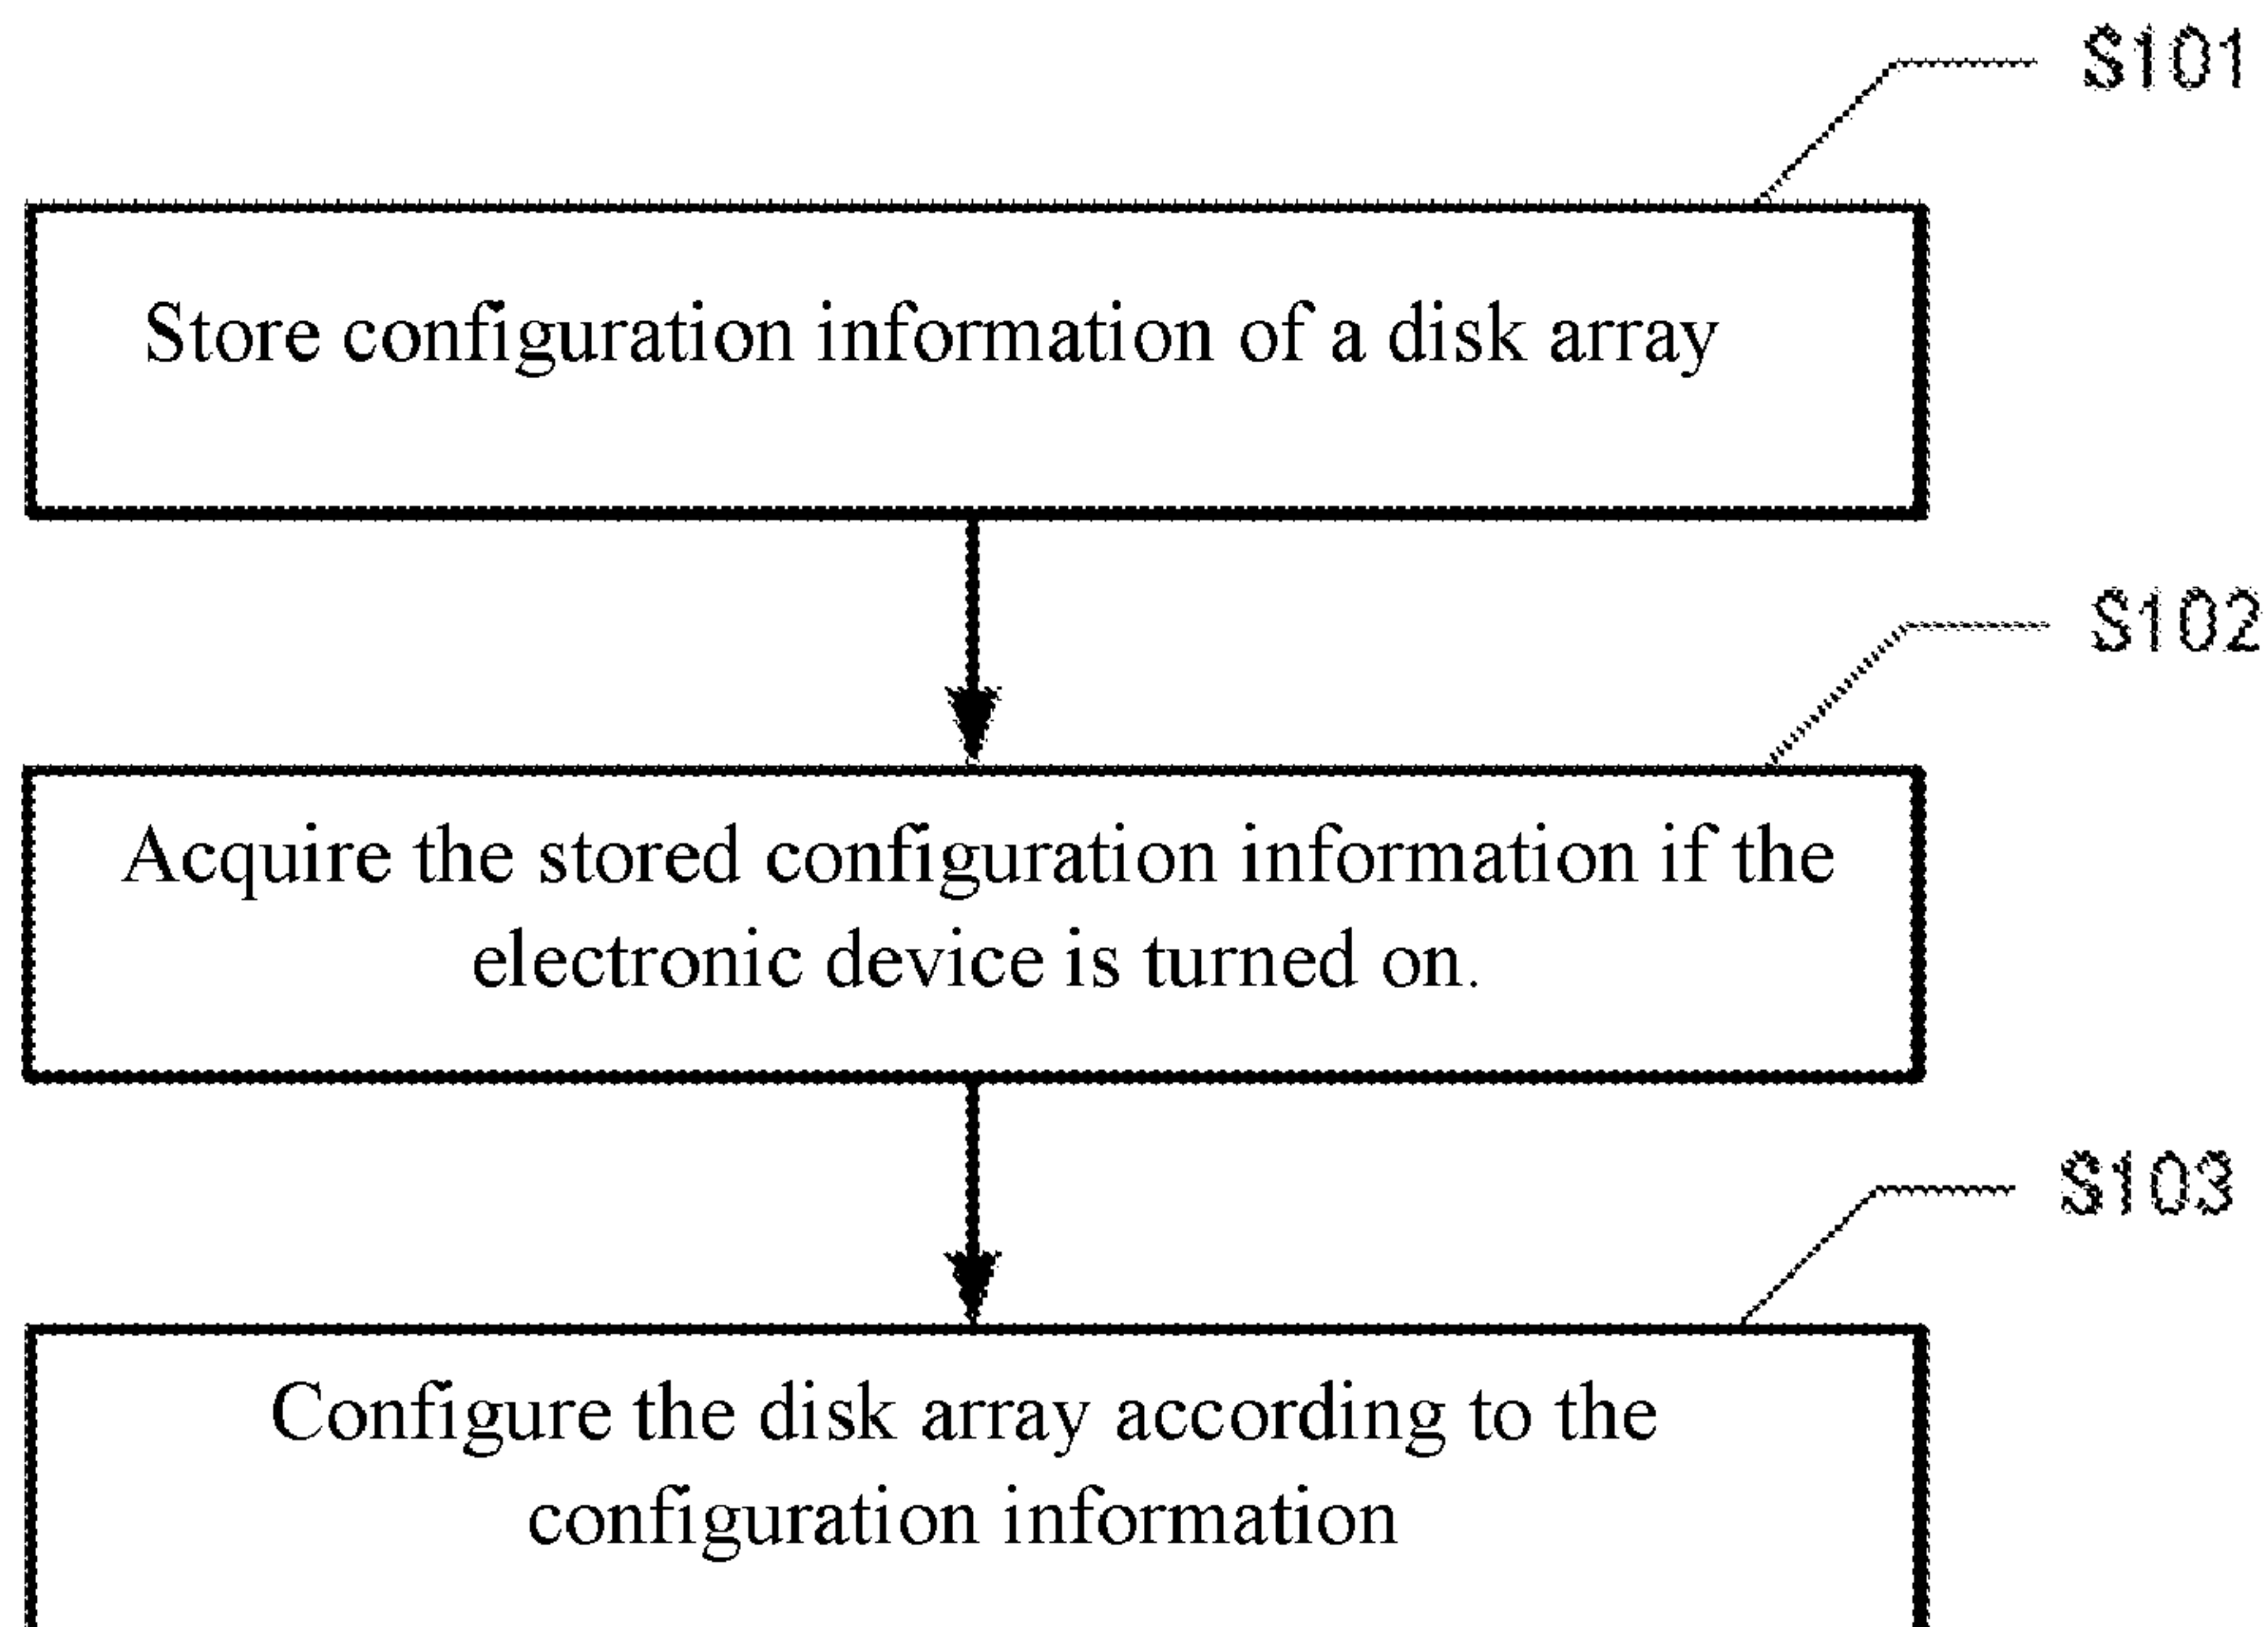 S101
Store configuration information of a disk array
S102
Acquire the stored configuration information if the
electronic device is turned on.
S103
Configure the disk array according to the
configuration information